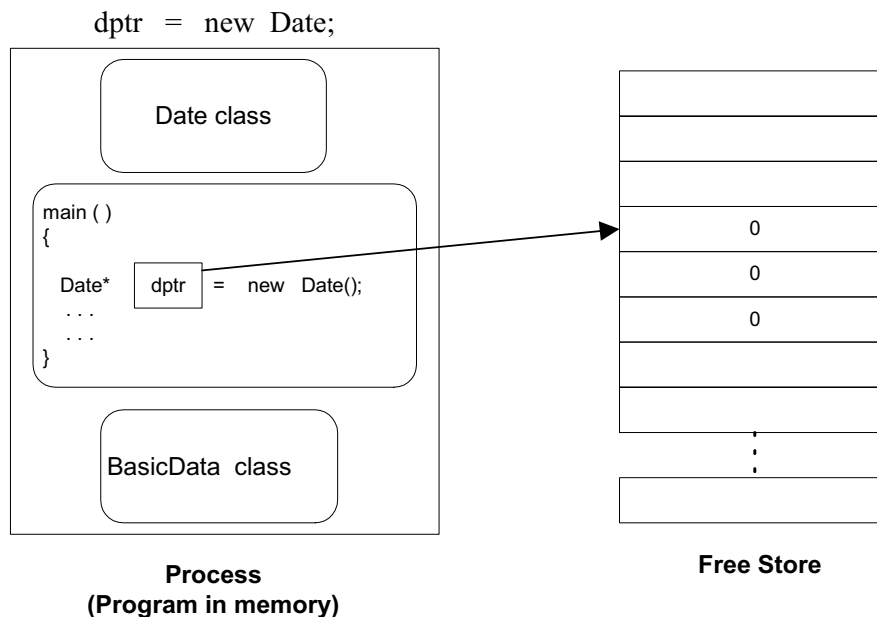 dptr = new Date;
Date class
main ( )
{
Date* dptr = new Date();
. . .
. . .
}
BasicData class
Process
(Program in memory)
0
0
0
Free Store